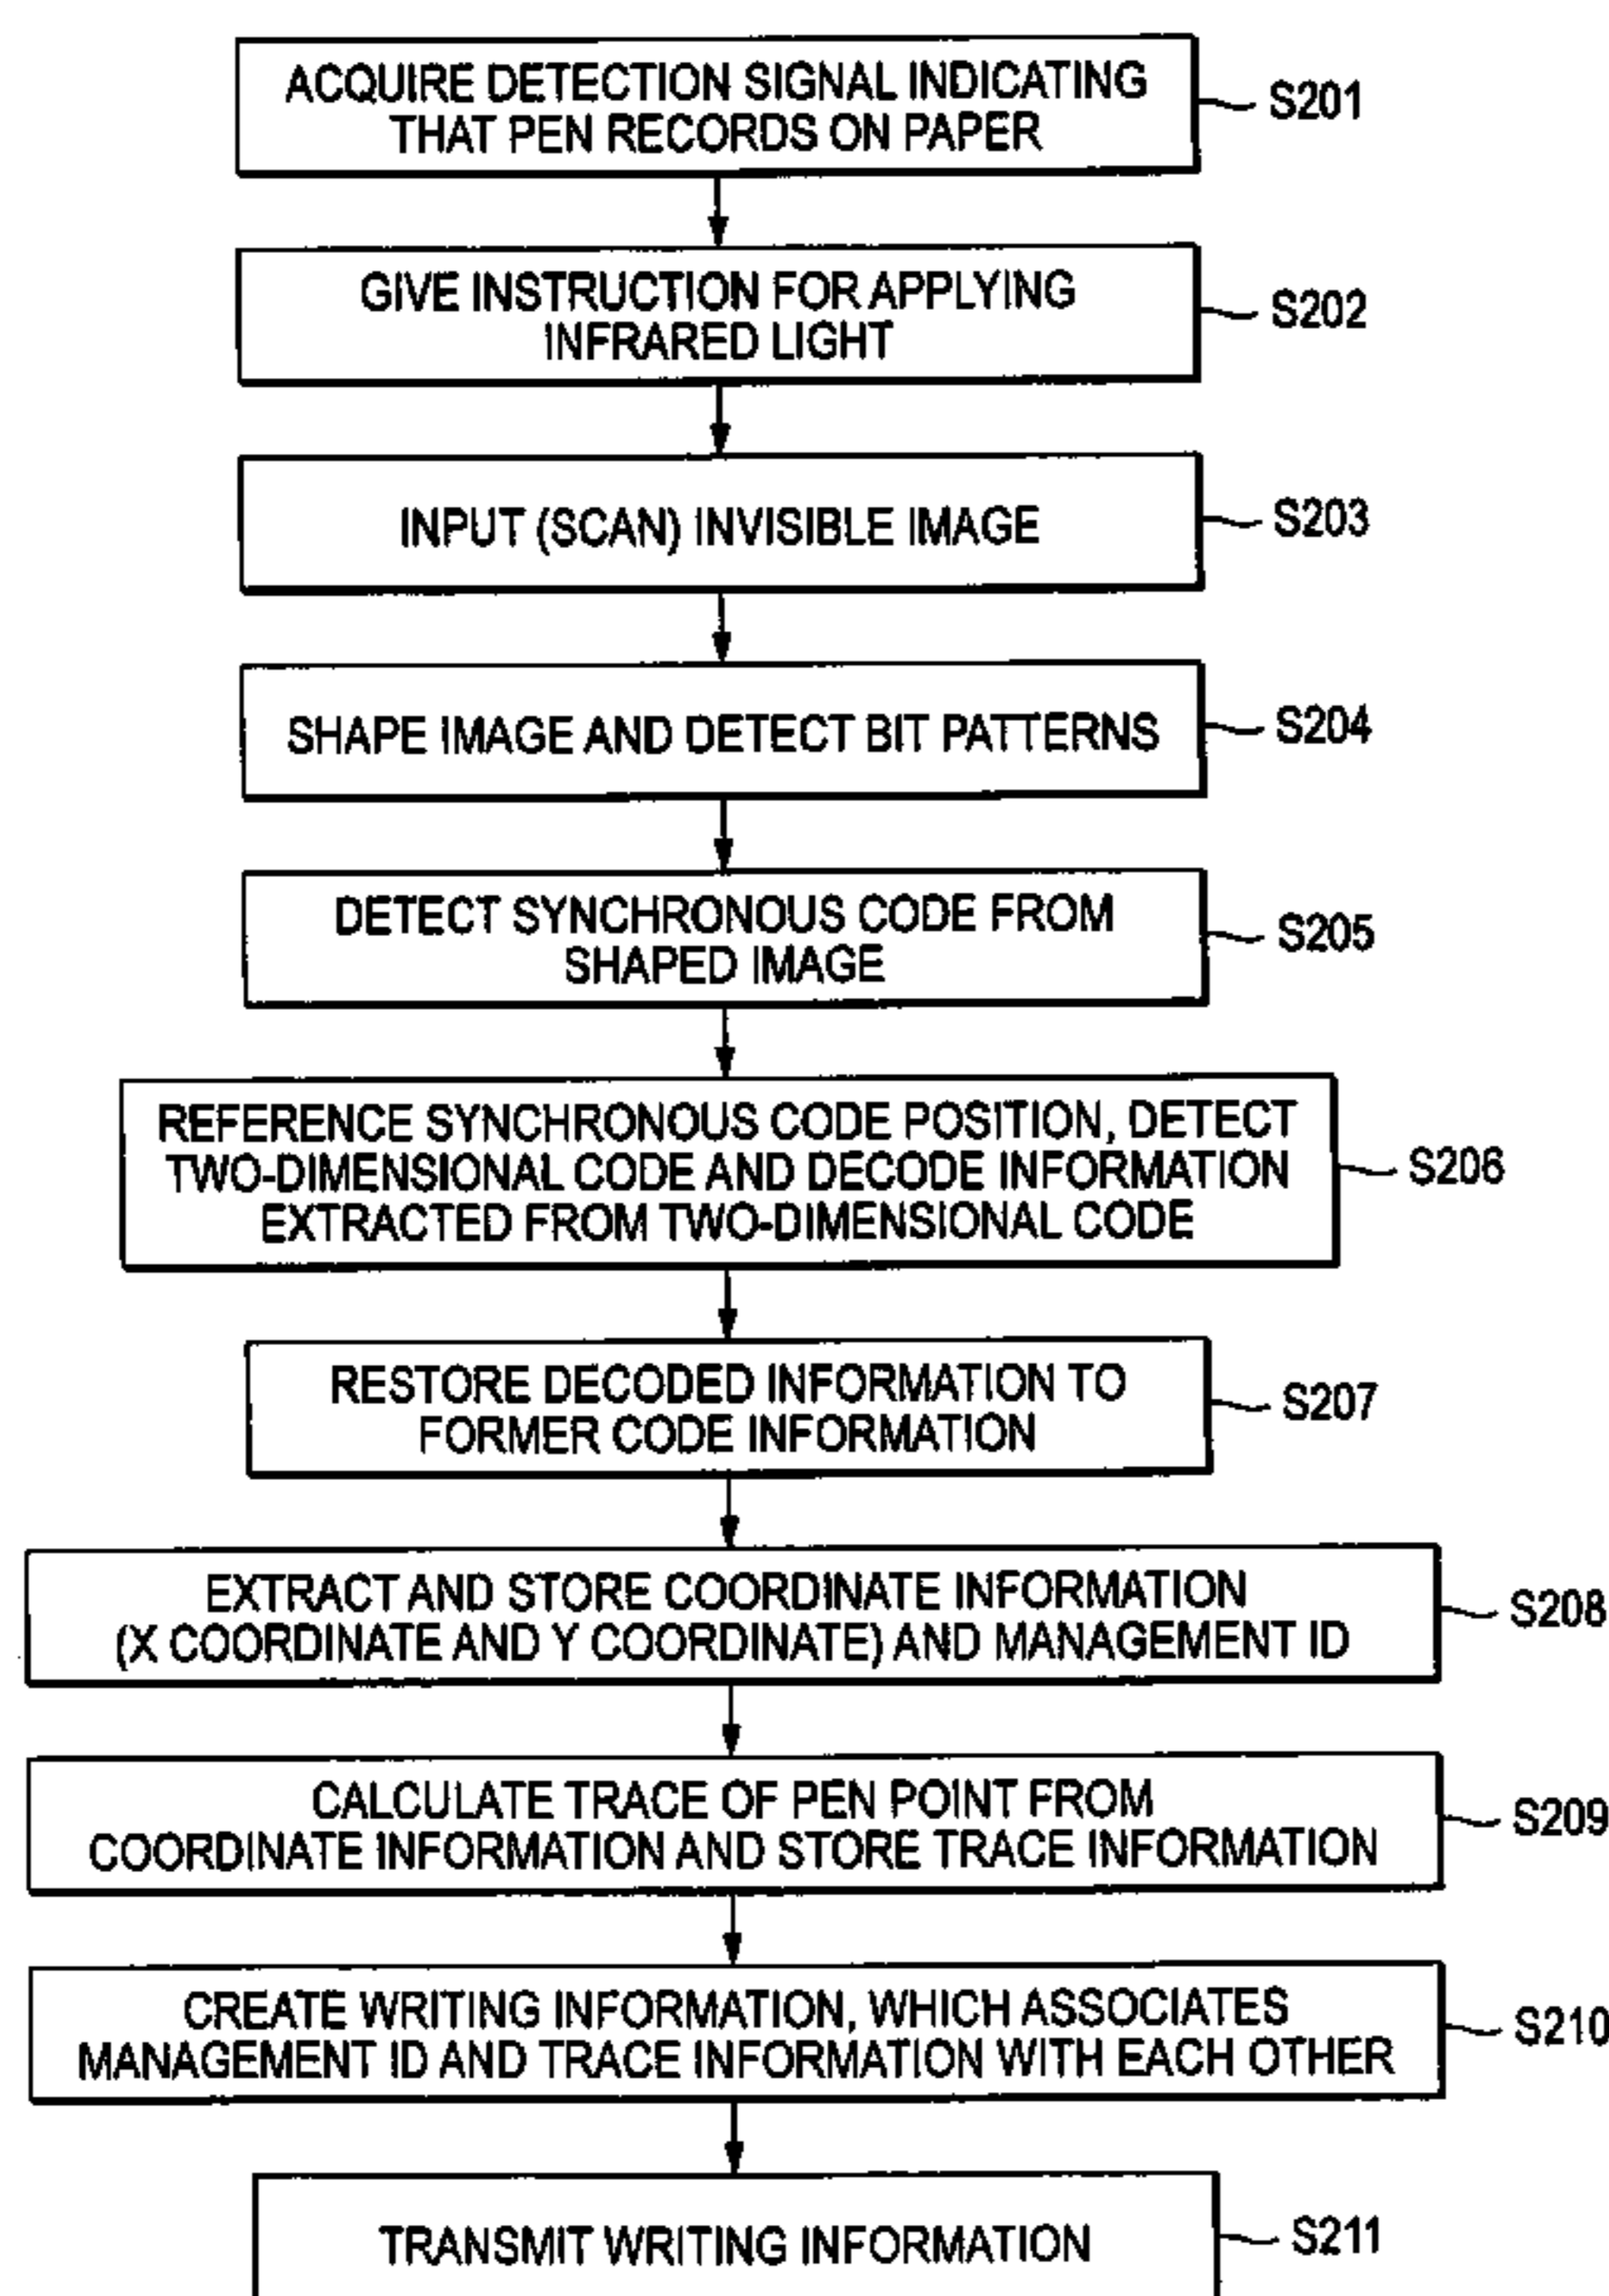 ACQUIRE DETECTION SIGNAL INDICATING
THAT PEN RECORDS ON PAPER
S201
GIVE INSTRUCTION FOR APPLYING
INFRARED LIGHT
S202
INPUT (SCAN) INVISIBLE IMAGE
S203
SHAPE IMAGE AND DETECT BIT PATTERNS
S204
DETECT SYNCHRONOUS CODE FROM
SHAPED IMAGE
S205
REFERENCE SYNCHRONOUS CODE POSITION, DETECT
TWO-DIMENSIONAL CODE AND DECODE INFORMATION
EXTRACTED FROM TWO-DIMENSIONAL CODE
S206
RESTORE DECODED INFORMATION TO
FORMER CODE INFORMATION
S207
EXTRACT AND STORE COORDINATE INFORMATION
(X COORDINATE AND Y COORDINATE) AND MANAGEMENT ID
S208
CALCULATE TRACE OF PEN POINT FROM
COORDINATE INFORMATION AND STORE TRACE INFORMATION
S209
CREATE WRITING INFORMATION, WHICH ASSOCIATES
MANAGEMENT ID AND TRACE INFORMATION WITH EACH OTHER
S210
TRANSMIT WRITING INFORMATION
S211